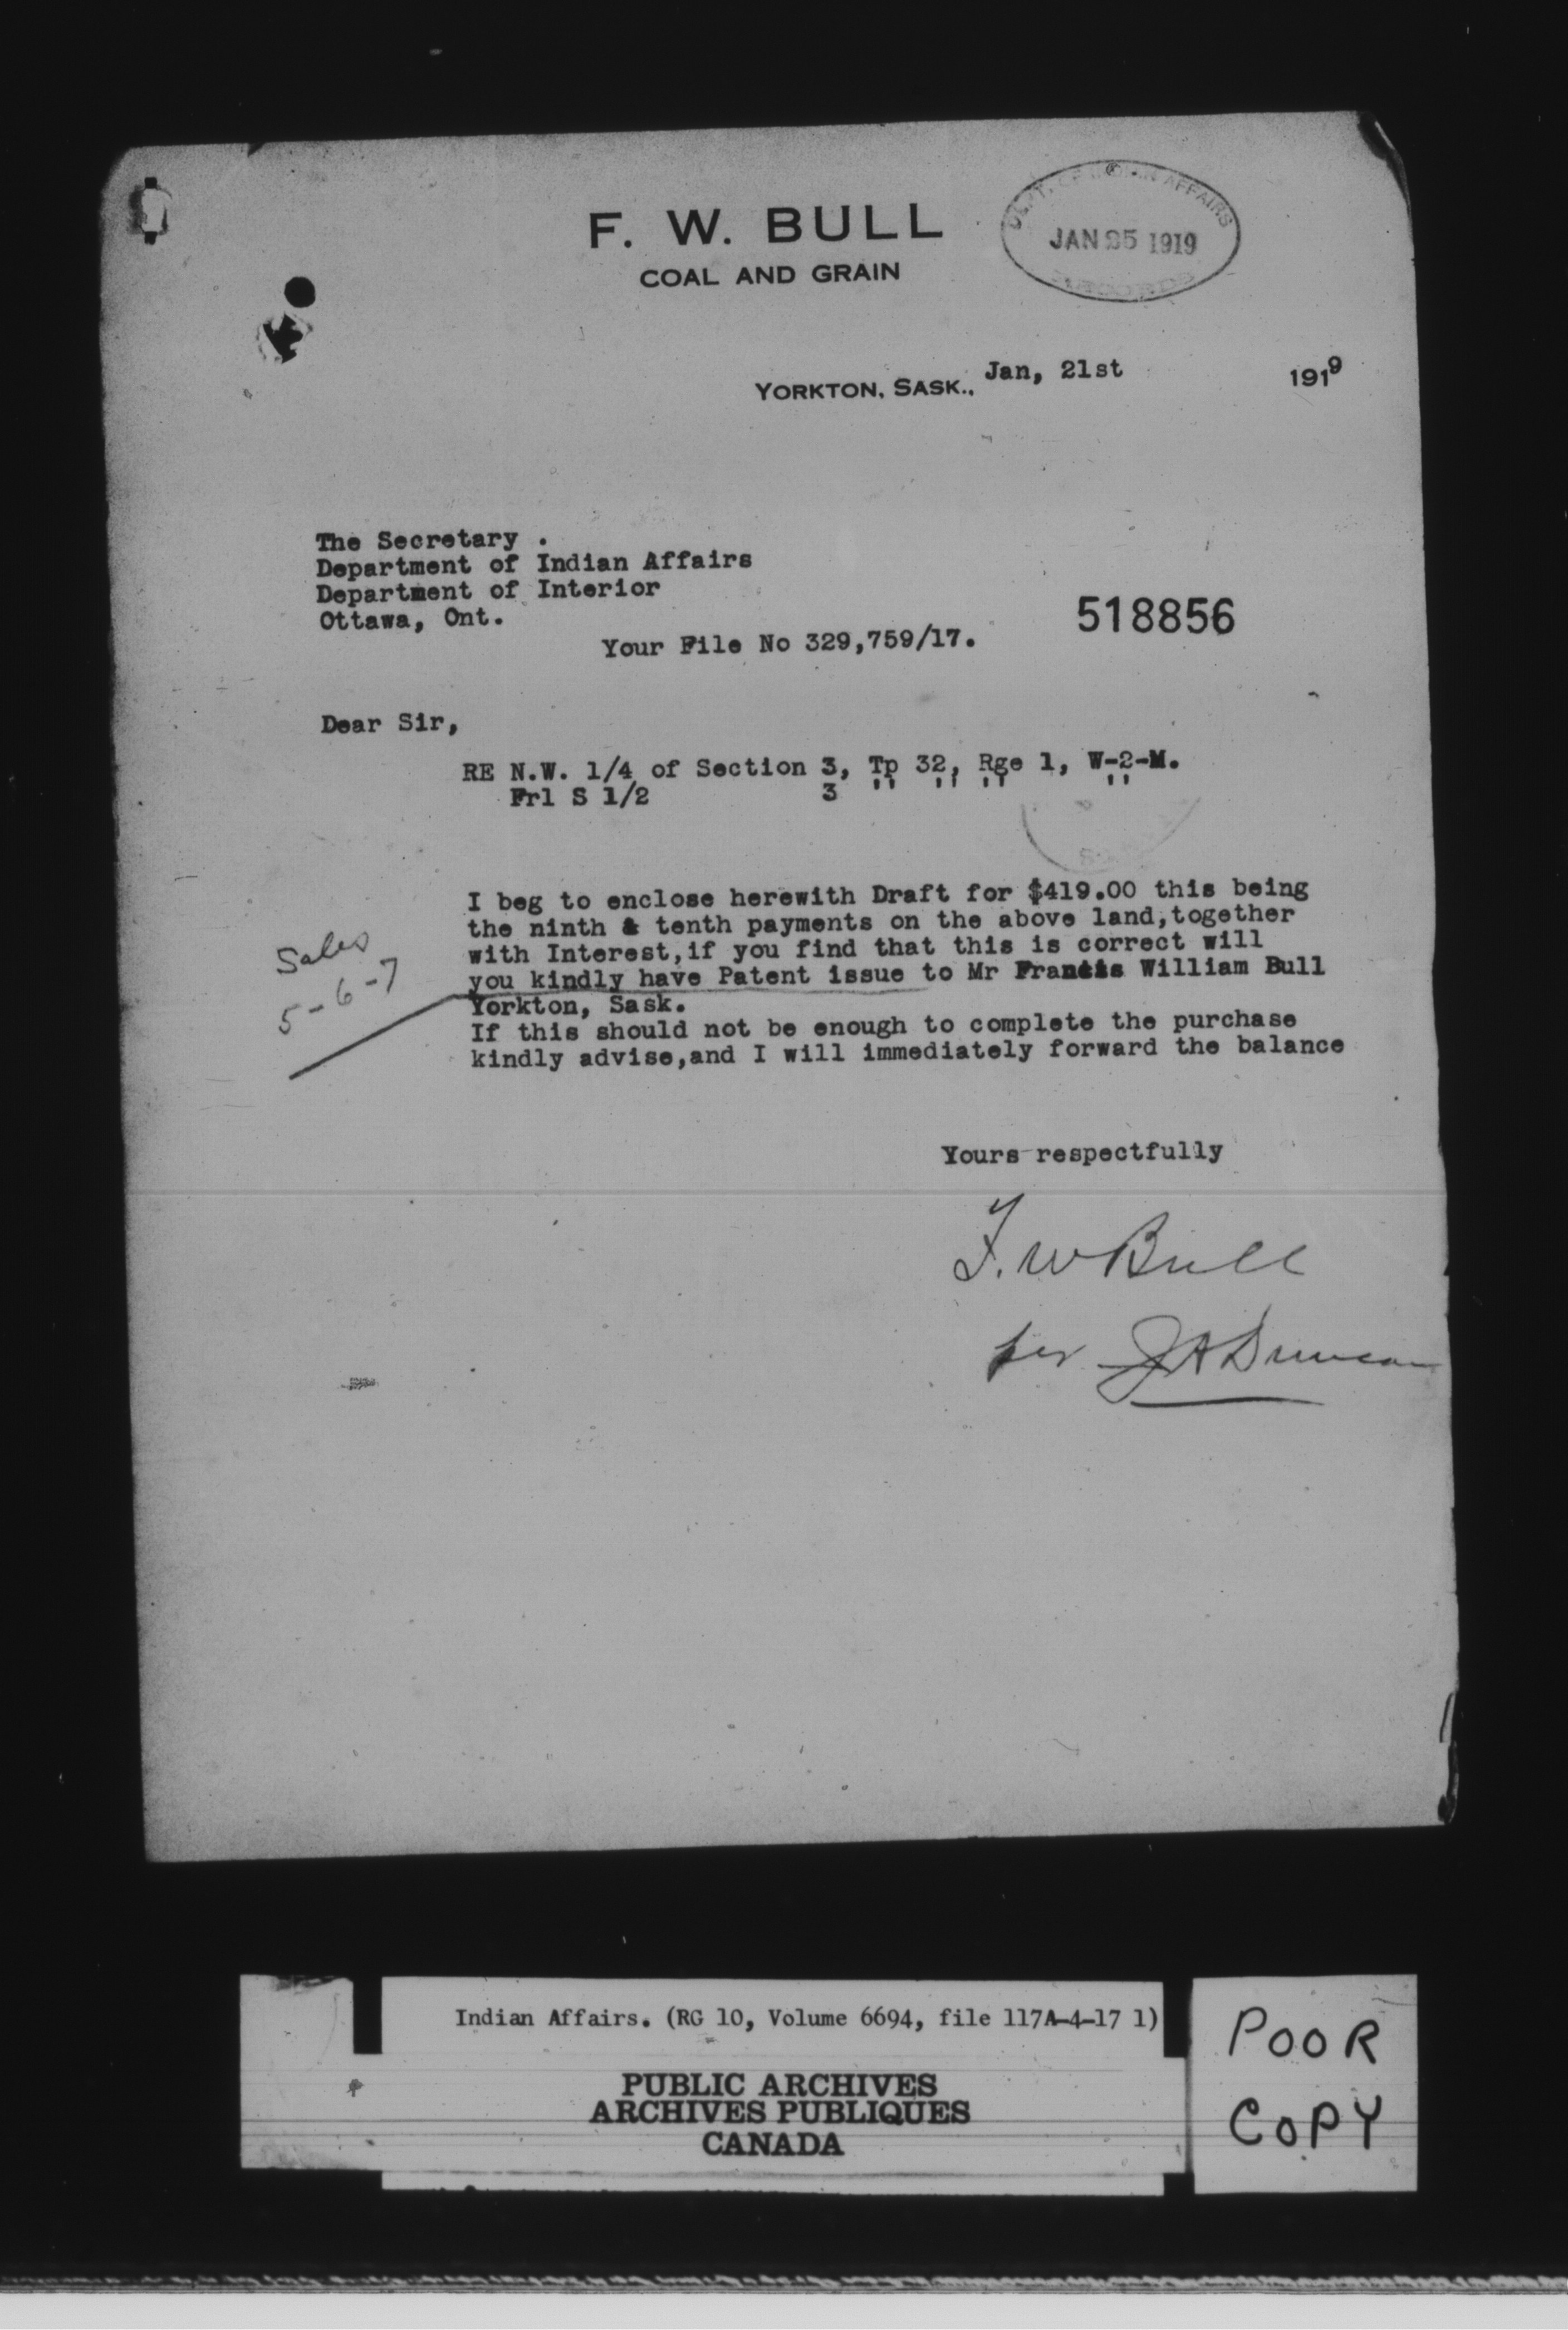 F. W. BULL
COAL AND GRAIN
DEPT. OF INDIAN AFFAIRS
JAN 25 1919
RECORDS
YORKTON, SASK., Jan, 21st 1919
The Secretary .
Department of Indian Affairs
Department of Interior
Ottawa, Ont.
518856
Your File No 329,759/17.
Dear Sir,
RE N.W. 1/4 of Section 3, Tp 32, Rge 1, W-2-M.
Frl S 1/2 3 " " " "
I beg to enclose herewith Draft for $419.00 this being
the ninth & tenth payments on the above land,together
with Interest,if you find that this is correct will
you kindly have Patent issue to Mr Francis William Bull
Yorkton, Sask.
If this should not be enough to complete the purchase
kindly advise,and I will immediately forward the balance
Sales
5-6-7
Yours respectfully
F. W Bull
per J A Duncan
Indian Affairs. (RG 10, Volume 6694, file 117A-4-17 1)
PUBLIC ARCHIVES
ARCHIVES PUBLIQUES
CANADA
POOR
COPY